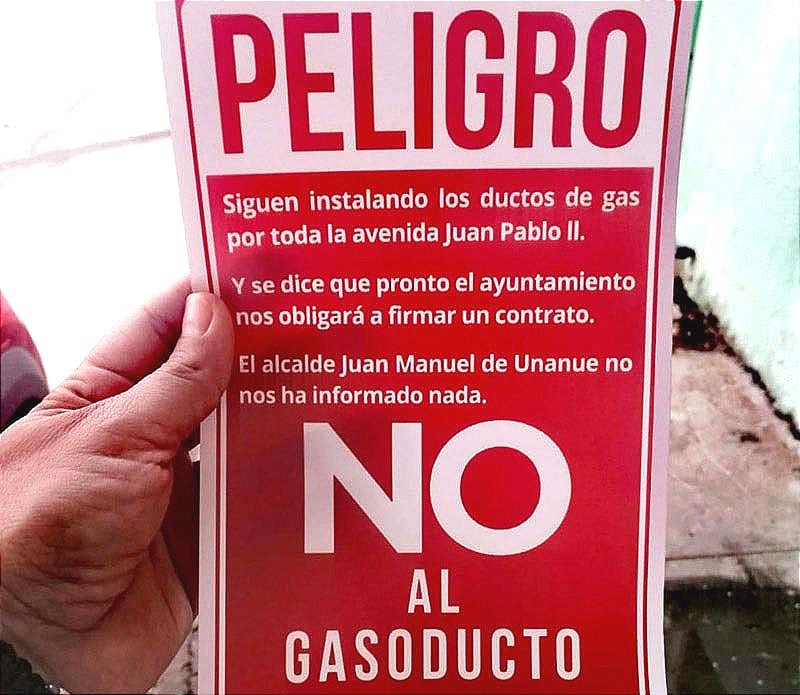 PELIGRO
Siguen instalando los ductos de gas
por toda la avenida Juan Pablo II.
Y se dice que pronto el ayuntamiento
nos obligará a firmar un contrato.
El alcalde Juan Manuel de Unanue no
nos ha informado nada.
NO
AL
GASODUCTO